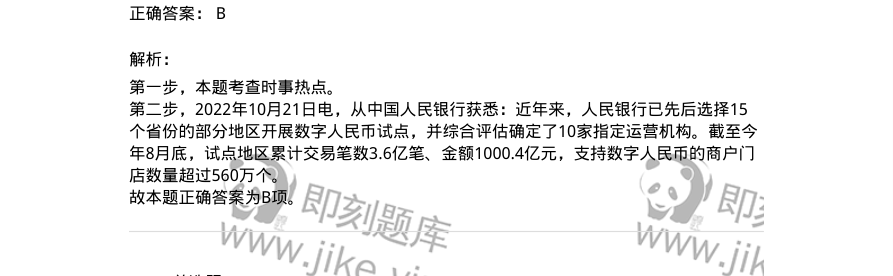 正确答案： B
解析：
第一步，本题考查时事热点。
第二步，2022年10月21日电，从中国人民银行获悉：近年来，人民银行已先后选择15
个省份的部分地区开展数字人民币试点，并综合评估确定了10家指定运营机构。截至今
年8月底，试点地区累计交易笔数3.6亿笔、金额1000.4亿元，支持数字人民币的商户门
店数量超过560万个。
故本题正确答案为B项。
即刻题库
www.jike.vi
即
www.j